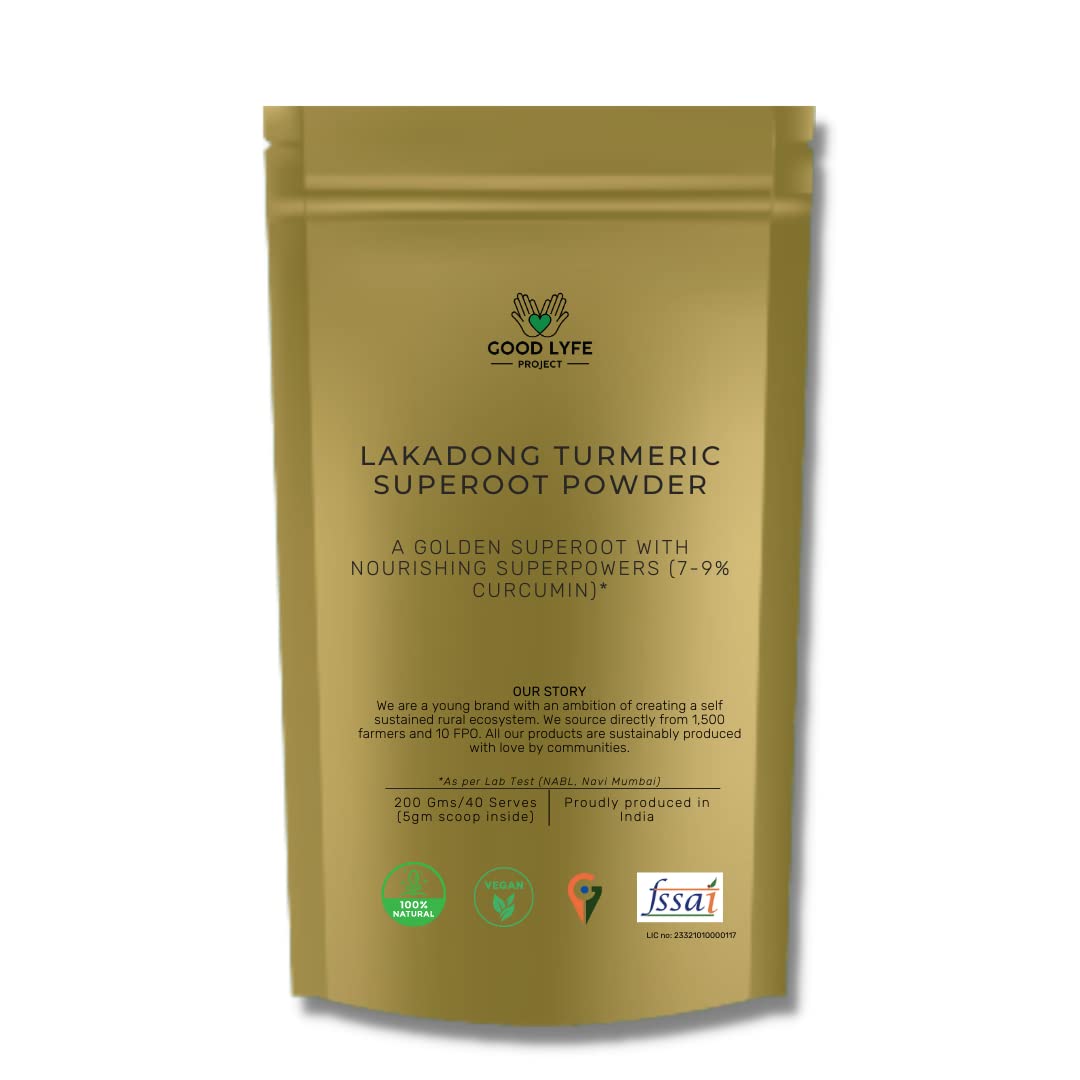 GOOD LYFE
PROJECT
LAKADONG TURMERIC
SUPEROOT POWDER
A GOLDEN SUPEROOT WITH
NOURISHING SUPERPOWERS (7-9%
CURCUMIN)*
OUR STORY
We are a young brand with an ambition of creating a self
sustained rural ecosystem. We source directly from 1,500
farmers and 10 FPO. All our products are sustainably produced
with love by communities.
*As per Lab Test (NABL, Navi Mumbai)
200 Gms/40 Serves
(5gm scoop inside)
Proudly produced in
India
100%
NATURAL
VEGAN
fssai
LIC no: 23321010000117